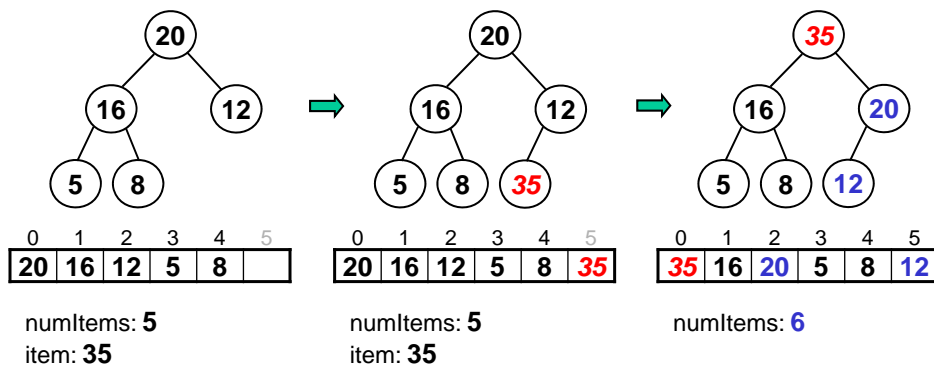 20 20 35
16 12 16 12 16 20
5 8 5 8 35 5 8 12
0 1 2 3 4 5 0 1 2 3 4 5 0 1 2 3 4 5
20 16 12 5 8 20 16 12 5 8 35 35 16 20 5 8 12
numItems: 5 numItems: 5 numItems: 6
item: 35 item: 35